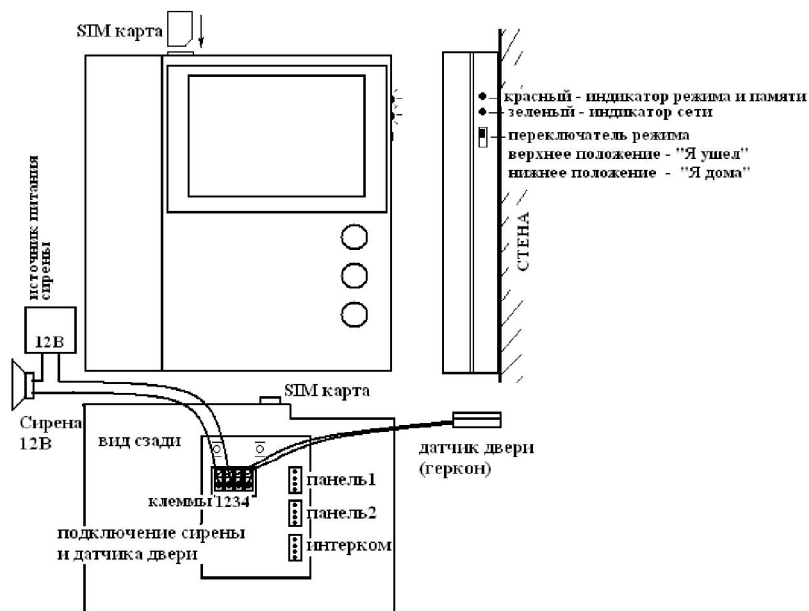 SIM карта
красный - индикатор режима и памяти
зеленый - индикатор сети
переключатель режима
верхнее положение - "Я ушел"
нижнее положение - "Я дома"
СТЕНА
источник питания
сирены
12В
Сирена
12В
SIM карта
вид сзади
датчик двери
(геркон)
клеммы 1234
панель1
панель2
интерком
подключение сирены
и датчика двери